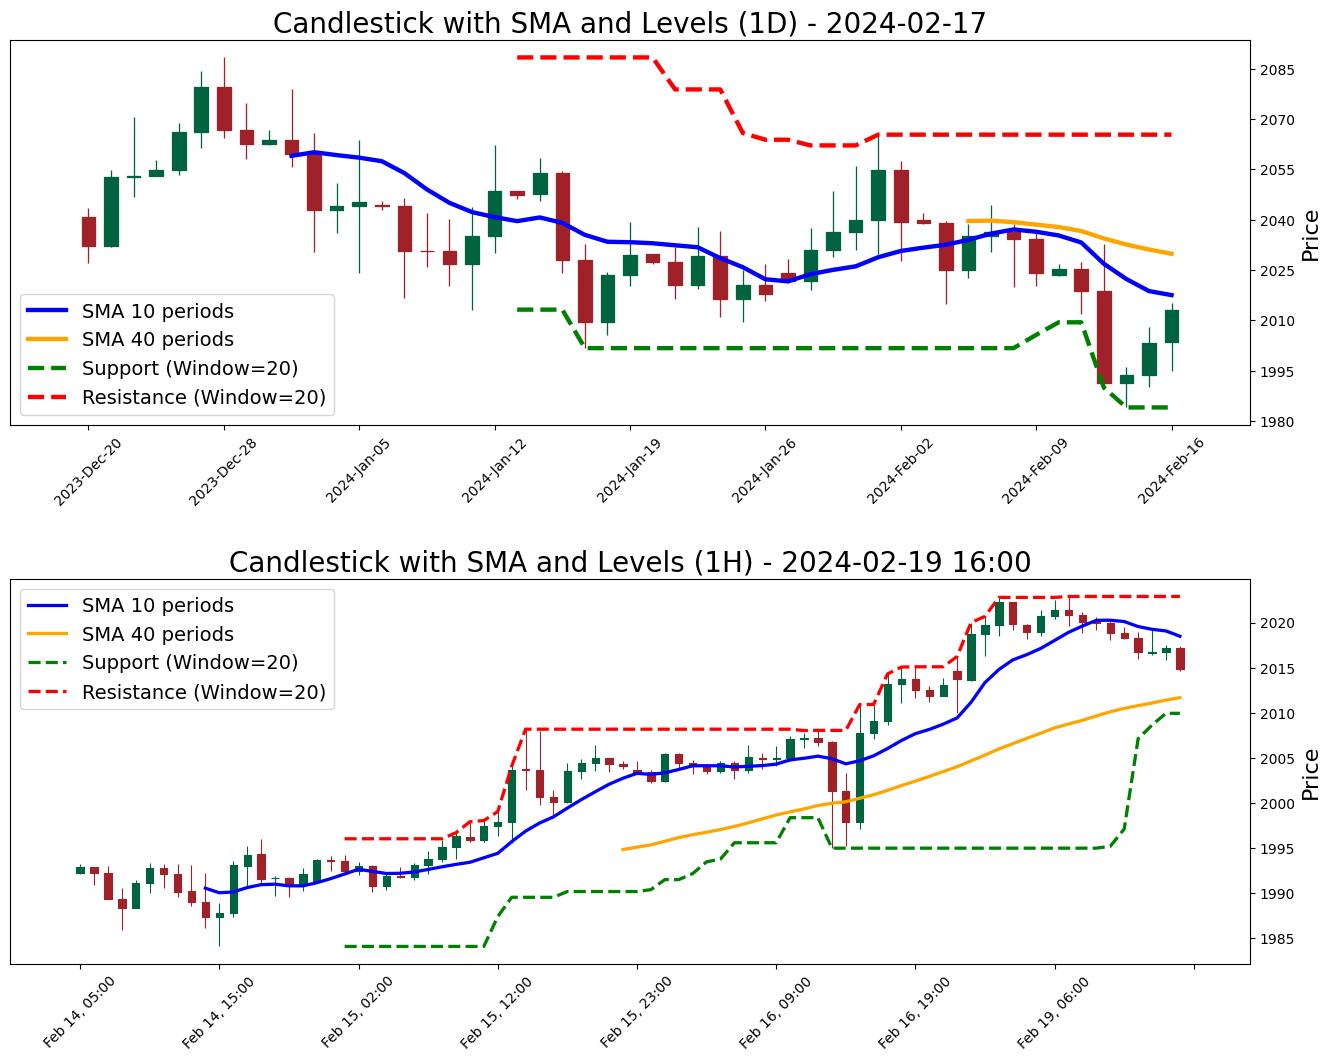 Candlestick with SMA and Levels (1D) - 2024-02-17
2085
2070
2055
2040
2025
2010
1995
1980
Price
SMA 10 periods
SMA 40 periods
Support (Window=20)
Resistance (Window=20)
2023-Dec-20
2023-Dec-28
2024-Jan-05
2024-Jan-12
2024-Jan-19
2024-Jan-26
2024-Feb-02
2024-Feb-09
2024-Feb-16
Candlestick with SMA and Levels (1H) - 2024-02-19 16:00
SMA 10 periods
SMA 40 periods
Support (Window=20)
Resistance (Window=20)
2020
2015
2010
2005
2000
1995
1990
1985
Price
Feb 14, 05:00
Feb 14, 15:00
Feb 15, 02:00
Feb 15, 12:00
Feb 15, 23:00
Feb 16, 09:00
Feb 16, 19:00
Feb 19, 06:00